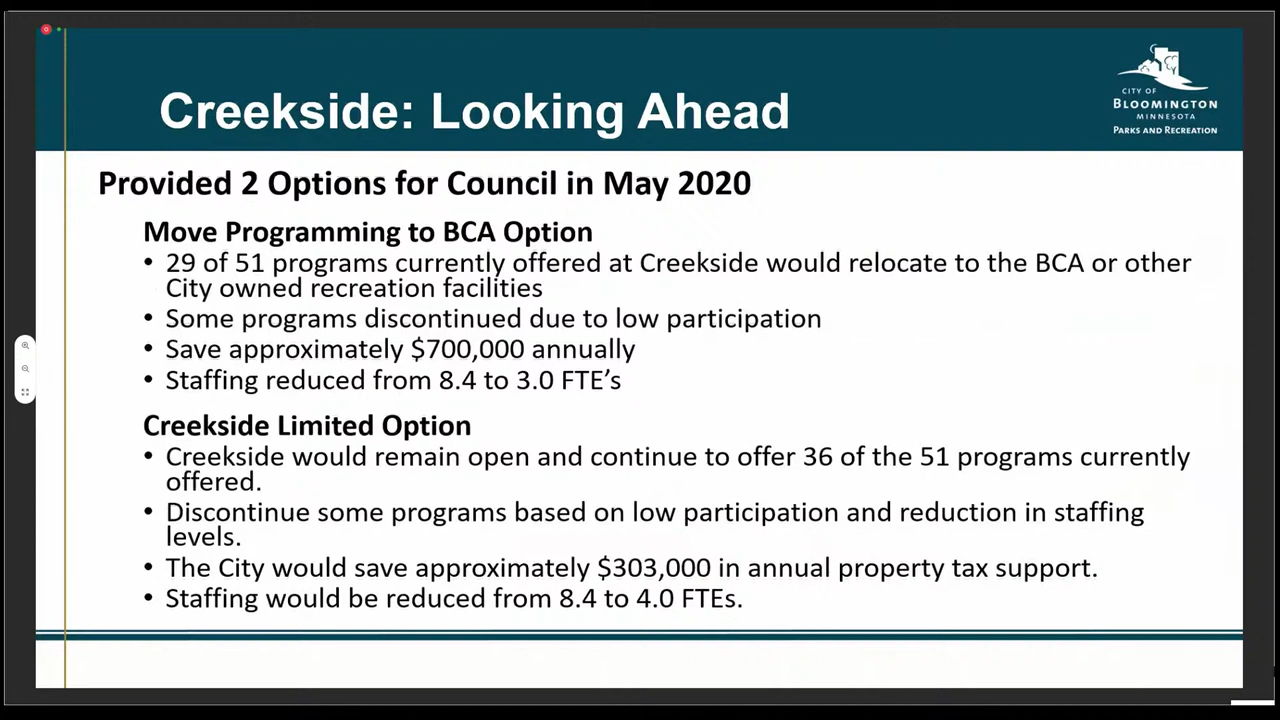 Creekside: Looking Ahead
CITY OF
BLOOMINGTON
MINNESOTA
PARKS AND RECREATION
Provided 2 Options for Council in May 2020
Move Programming to BCA Option
• 29 of 51 programs currently offered at Creekside would relocate to the BCA or other
City owned recreation facilities
• Some programs discontinued due to low participation
• Save approximately $700,000 annually
• Staffing reduced from 8.4 to 3.0 FTE’s
Creekside Limited Option
• Creekside would remain open and continue to offer 36 of the 51 programs currently
offered.
• Discontinue some programs based on low participation and reduction in staffing
levels.
• The City would save approximately $303,000 in annual property tax support.
• Staffing would be reduced from 8.4 to 4.0 FTEs.